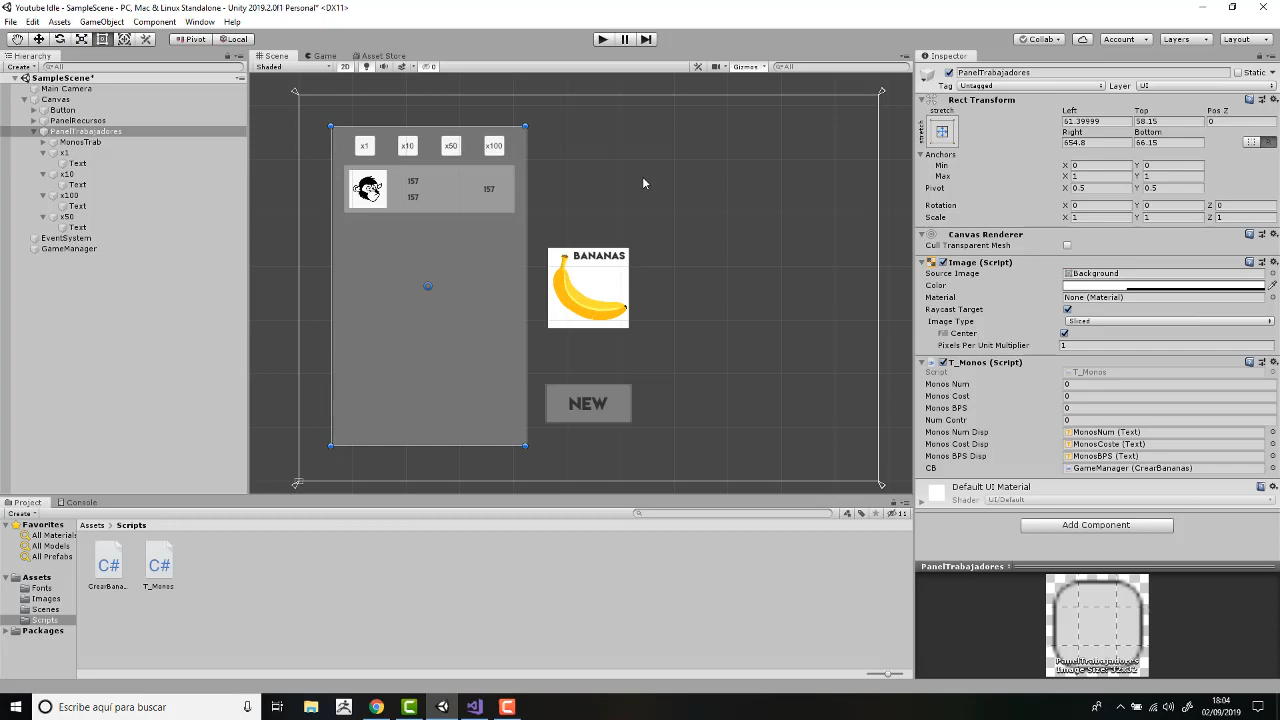 Youtube Idle - SampleScene - PC, Mac & Linux Standalone - Unity 2019.2.0f1 Personal* <DX11>
File Edit Assets GameObject Component Window Help
Pivot Local Collab Account Layers Layout
Hierarchy
Create All
SampleScene*
Main Camera
Canvas
Button
PanelRecursos
PanelTrabajadores
MonosTrab
x1
Text
x10
Text
x100
Text
x50
Text
EventSystem
GameManager
Scene Game Asset Store
Shaded 2D 0 Gizmos All
x1 x10 x50 x100
157
157
157
BANANAS
NEW
Inspector
PanelTrabajadores Static
Tag Untagged Layer UI
Rect Transform
stretch Left Top Pos Z
stretch 61.39999 58.15 0
Right Bottom
654.8 66.15 R
Anchors
Min X 0 Y 0
Max X 1 Y 1
Pivot X 0.5 Y 0.5
Rotation X 0 Y 0 Z 0
Scale X 1 Y 1 Z 1
Canvas Renderer
Cull Transparent Mesh
Image (Script)
Source Image Background
Color
Material None (Material)
Raycast Target
Image Type Sliced
Fill Center
Pixels Per Unit Multiplier 1
T_Monos (Script)
Script T_Monos
Monos Num 0
Monos Cost 0
Monos BPS 0
Num Contr 0
Monos Num Disp MonosNum (Text)
Monos Cost Disp MonosCoste (Text)
Monos BPS Disp MonosBPS (Text)
CB GameManager (CrearBananas)
Default UI Material
Shader UI/Default
Add Component
PanelTrabajadores
PanelTrabajadores
Image Size: 32x32
Project Console
Create 11
Favorites
All Materials
All Models
All Prefabs
Assets
Fonts
Images
Scenes
Scripts
Packages
Assets Scripts
C# C#
CrearBana... T_Monos
Escribe aquí para buscar
18:04
02/09/2019